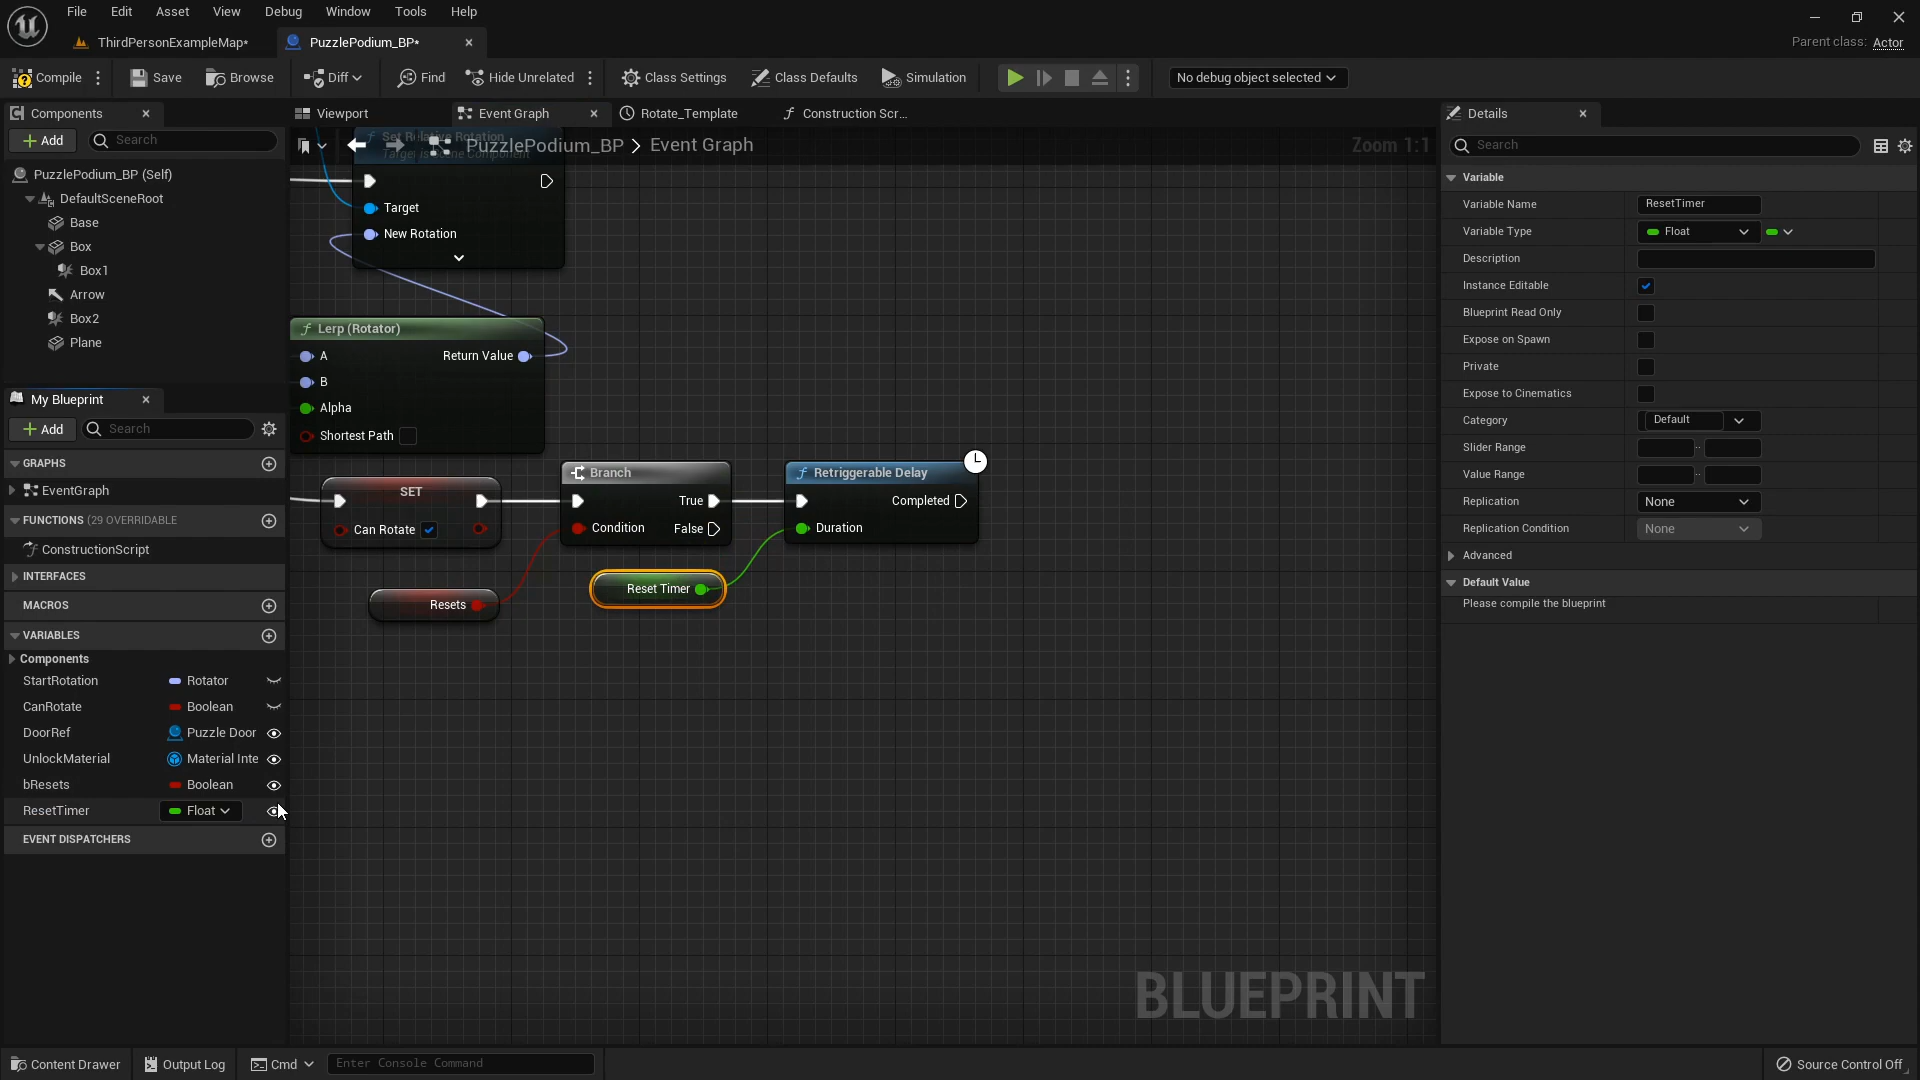 File Edit Asset View Debug Window Tools Help
ThirdPersonExampleMap* PuzzlePodium_BP*
Parent class: Actor
Compile Save Browse Diff Find Hide Unrelated Class Settings Class Defaults Simulation No debug object selected
Components
Viewport Event Graph Rotate_Template Construction Scr...
Details
Add Search
PuzzlePodium_BP > Event Graph
Zoom 1:1
Search
PuzzlePodium_BP (Self)
DefaultSceneRoot
Base
Box
Box1
Arrow
Box2
Plane
My Blueprint
Add Search
GRAPHS
EventGraph
FUNCTIONS (29 OVERRIDABLE
ConstructionScript
INTERFACES
MACROS
VARIABLES
Components
StartRotation Rotator
CanRotate Boolean
DoorRef Puzzle Door
UnlockMaterial Material Inte
bResets Boolean
ResetTimer Float
EVENT DISPATCHERS
Set Relative Rotation
Target is Scene Component
Target
New Rotation
Lerp (Rotator)
A Return Value
B
Alpha
Shortest Path
SET
Can Rotate
Resets
Branch
True
Condition False
Reset Timer
Retriggerable Delay
Completed
Duration
BLUEPRINT
Variable
Variable Name ResetTimer
Variable Type Float
Description
Instance Editable
Blueprint Read Only
Expose on Spawn
Private
Expose to Cinematics
Category Default
Slider Range ..
Value Range ..
Replication None
Replication Condition None
Advanced
Default Value
Please compile the blueprint
Content Drawer Output Log Cmd Enter Console Command Source Control Off